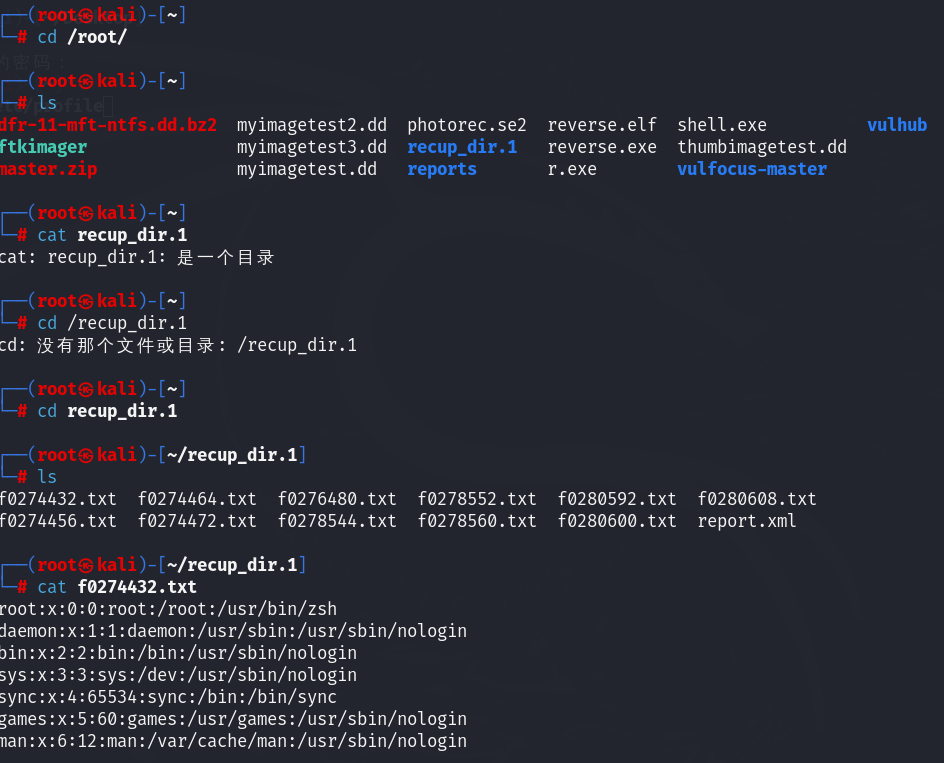 ┌──(root㉿kali)-[~]
└─# cd /root/
的密码：
┌──(root㉿kali)-[~]
└─# ls
dfr-11-mft-ntfs.dd.bz2 myimagetest2.dd photorec.se2 reverse.elf shell.exe vulhub
ftkimager myimagetest3.dd recup_dir.1 reverse.exe thumbimagetest.dd
master.zip myimagetest.dd reports r.exe vulfocus-master
┌──(root㉿kali)-[~]
└─# cat recup_dir.1
cat: recup_dir.1: 是一个目录
┌──(root㉿kali)-[~]
└─# cd /recup_dir.1
cd: 没有那个文件或目录: /recup_dir.1
┌──(root㉿kali)-[~]
└─# cd recup_dir.1
┌──(root㉿kali)-[~/recup_dir.1]
└─# ls
f0274432.txt f0274464.txt f0276480.txt f0278552.txt f0280592.txt f0280608.txt
f0274456.txt f0274472.txt f0278544.txt f0278560.txt f0280600.txt report.xml
┌──(root㉿kali)-[~/recup_dir.1]
└─# cat f0274432.txt
root:x:0:0:root:/root:/usr/bin/zsh
daemon:x:1:1:daemon:/usr/sbin:/usr/sbin/nologin
bin:x:2:2:bin:/bin:/usr/sbin/nologin
sys:x:3:3:sys:/dev:/usr/sbin/nologin
sync:x:4:65534:sync:/bin:/bin/sync
games:x:5:60:games:/usr/games:/usr/sbin/nologin
man:x:6:12:man:/var/cache/man:/usr/sbin/nologin